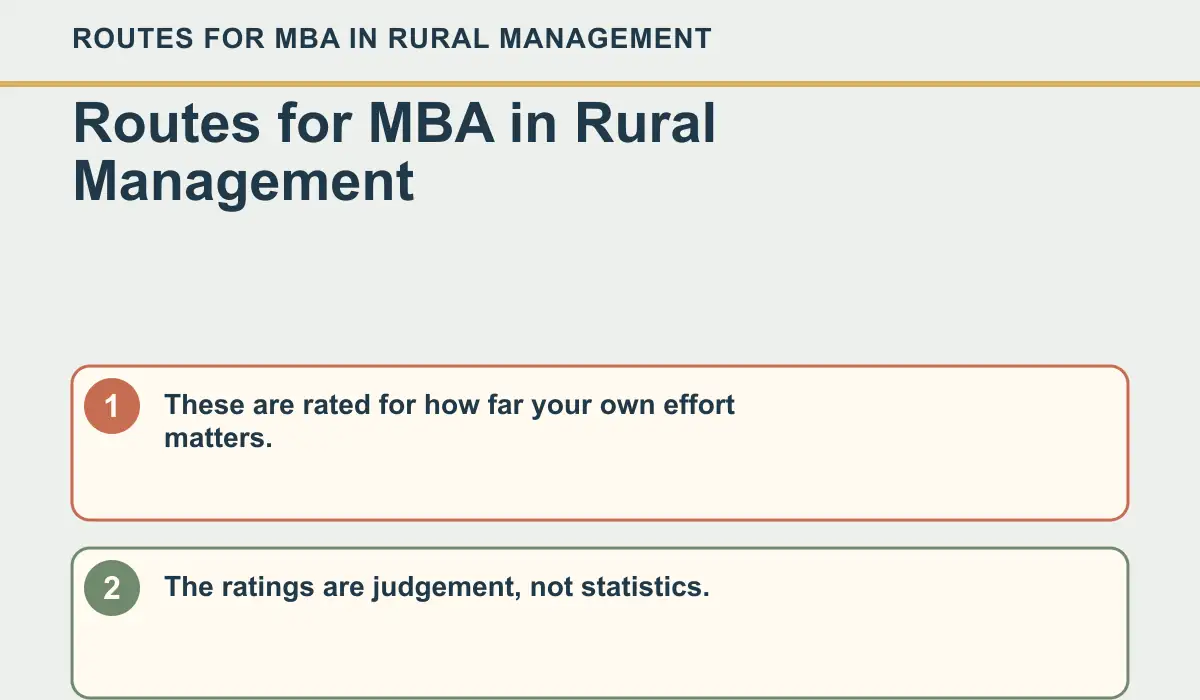 ROUTES FOR MBA IN RURAL MANAGEMENT
Routes for MBA in Rural
Management
1
These are rated for how far your own effort
matters.
2
The ratings are judgement, not statistics.